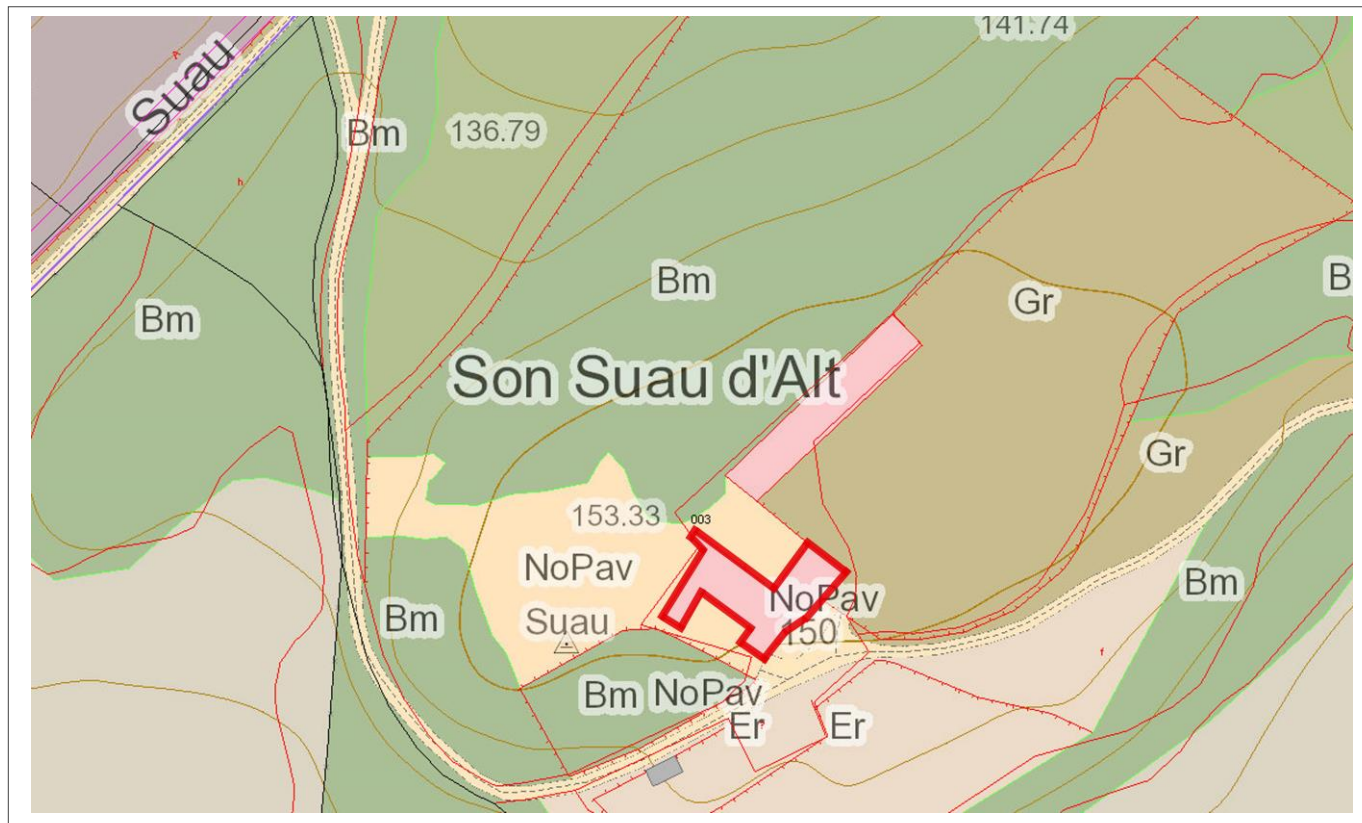 141.74
Suau
A
Bm
136.79
h
Bm
Gr
B
Bm
Son Suau d'Alt
Gr
003
153.33
NoPav
Bm
NoPav
Suau
Bm
150
f
Bm
NoPav
Er
Er